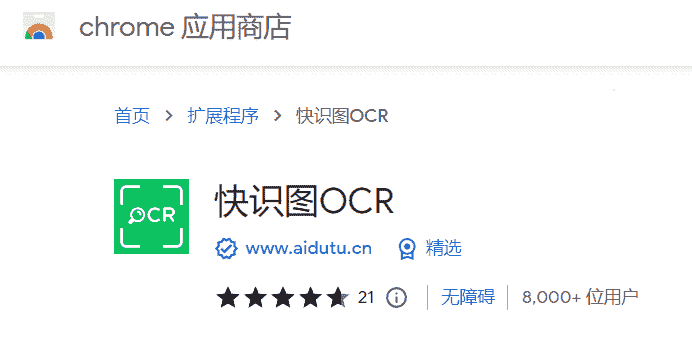 chrome 应用商店
首页 > 扩展程序 > 快识图OCR
OCR
快识图OCR
www.aidutu.cn 精选
21 无障碍 8,000+ 位用户